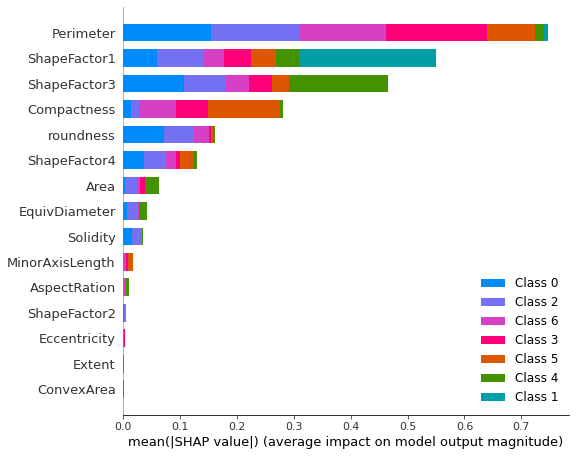 Perimeter
ShapeFactor1
ShapeFactor3
Compactness
roundness
ShapeFactor4
Area
EquivDiameter
Solidity
MinorAxisLength
AspectRation
ShapeFactor2
Eccentricity
Extent
ConvexArea
Class 0
Class 2
Class 6
Class 3
Class 5
Class 4
Class 1
0.0 0.1 0.2 0.3 0.4 0.5 0.6 0.7
mean(|SHAP value|) (average impact on model output magnitude)